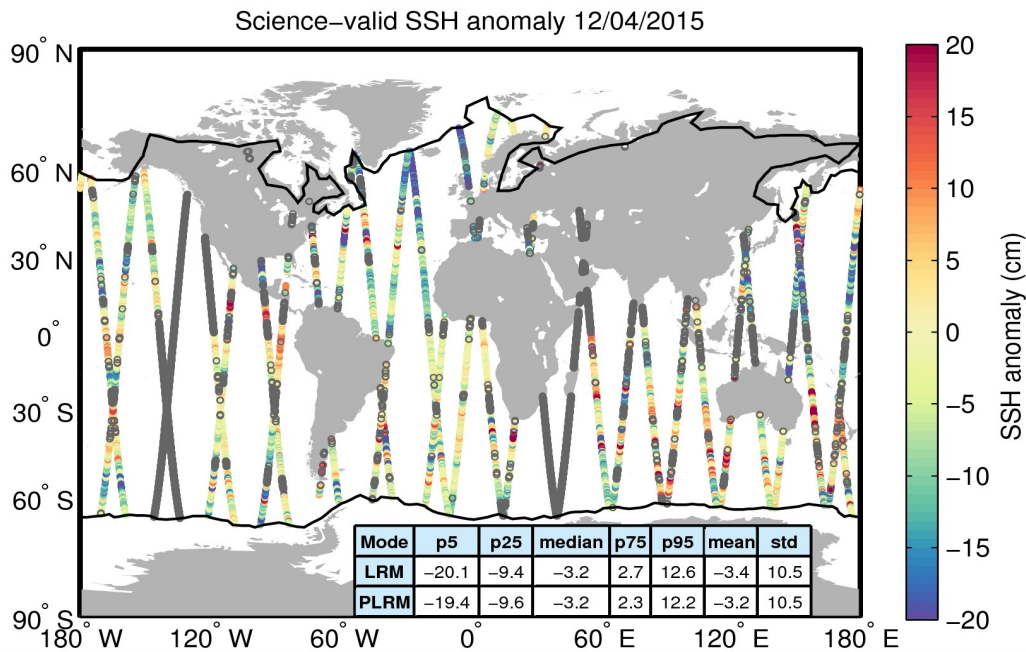 Science−valid SSH anomaly 12/04/2015
90° N
60° N
30° N
0°
30° S
60° S
90° S
180° W 120° W 60° W 0° 60° E 120° E 180° E
Mode p5 p25 median p75 p95 mean std
LRM −20.1 −9.4 −3.2 2.7 12.6 −3.4 10.5
PLRM −19.4 −9.6 −3.2 2.3 12.2 −3.2 10.5
20
15
10
5
0
−5
−10
−15
−20
SSH anomaly (cm)